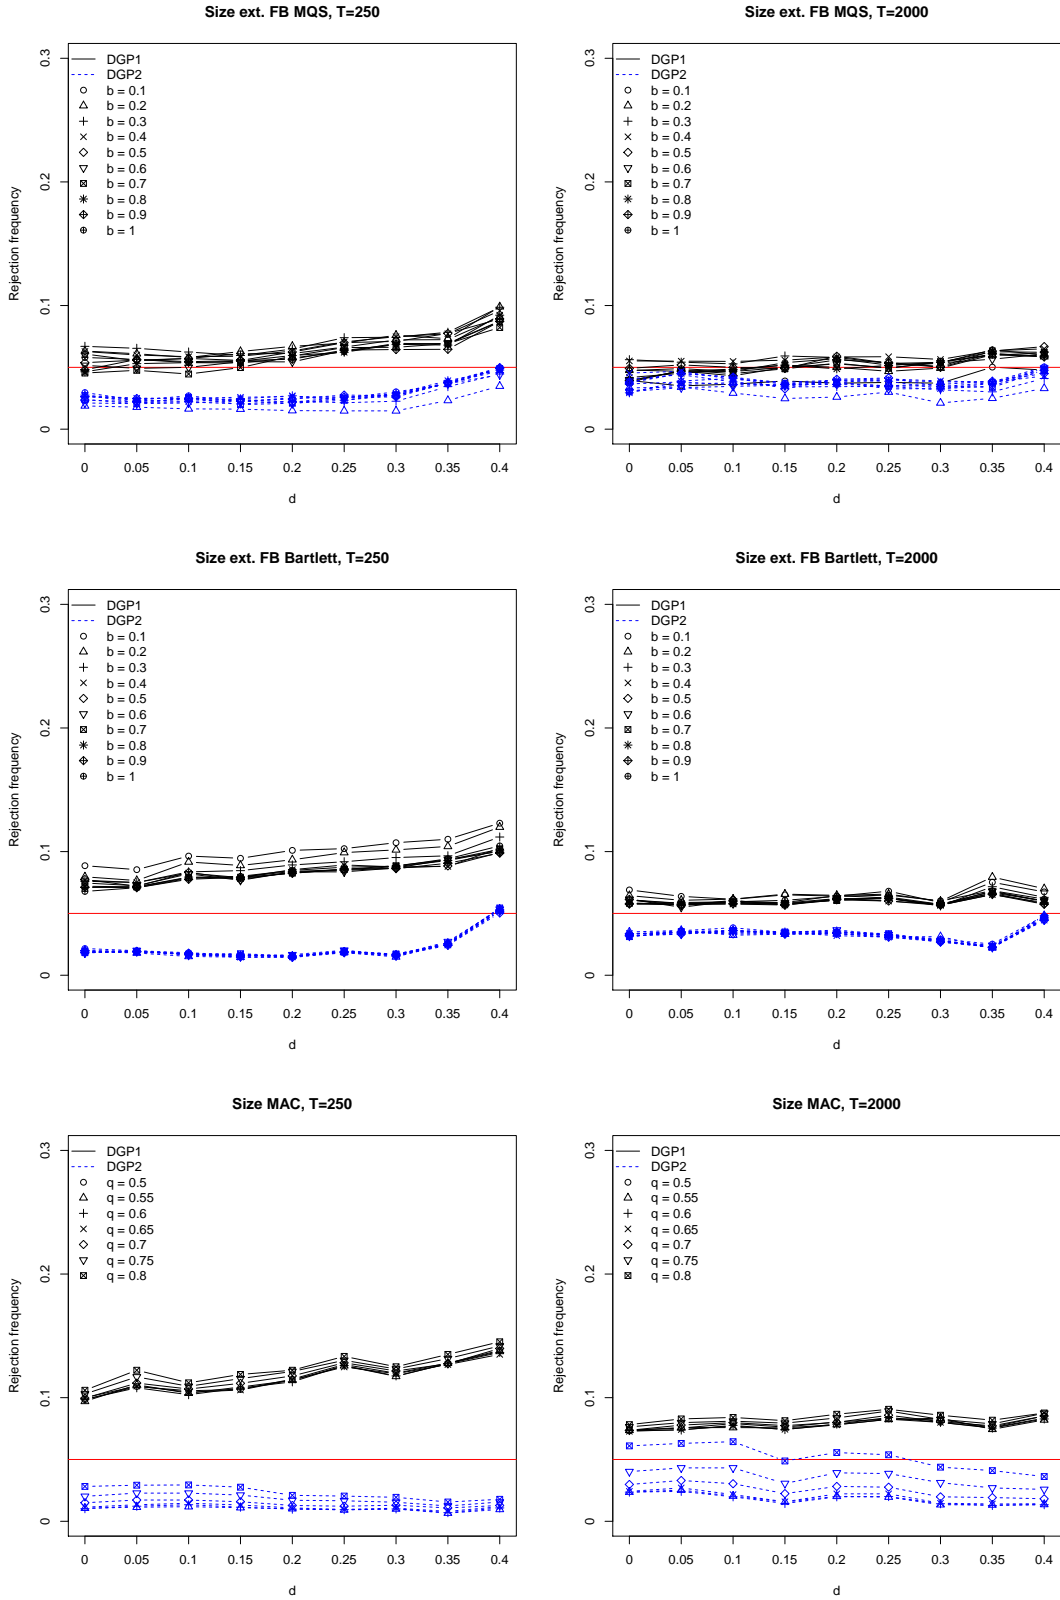 Size ext. FB MQS, T=250
Rejection frequency
0.3
0.2
0.1
0
DGP1
DGP2
b = 0.1
b = 0.2
b = 0.3
b = 0.4
b = 0.5
b = 0.6
b = 0.7
b = 0.8
b = 0.9
b = 1
0 0.05 0.1 0.15 0.2 0.25 0.3 0.35 0.4
d
Size ext. FB MQS, T=2000
Rejection frequency
0.3
0.2
0.1
0
DGP1
DGP2
b = 0.1
b = 0.2
b = 0.3
b = 0.4
b = 0.5
b = 0.6
b = 0.7
b = 0.8
b = 0.9
b = 1
0 0.05 0.1 0.15 0.2 0.25 0.3 0.35 0.4
d
Size ext. FB Bartlett, T=250
Rejection frequency
0.3
0.2
0.1
0
DGP1
DGP2
b = 0.1
b = 0.2
b = 0.3
b = 0.4
b = 0.5
b = 0.6
b = 0.7
b = 0.8
b = 0.9
b = 1
0 0.05 0.1 0.15 0.2 0.25 0.3 0.35 0.4
d
Size ext. FB Bartlett, T=2000
Rejection frequency
0.3
0.2
0.1
0
DGP1
DGP2
b = 0.1
b = 0.2
b = 0.3
b = 0.4
b = 0.5
b = 0.6
b = 0.7
b = 0.8
b = 0.9
b = 1
0 0.05 0.1 0.15 0.2 0.25 0.3 0.35 0.4
d
Size MAC, T=250
Rejection frequency
0.3
0.2
0.1
0
DGP1
DGP2
q = 0.5
q = 0.55
q = 0.6
q = 0.65
q = 0.7
q = 0.75
q = 0.8
0 0.05 0.1 0.15 0.2 0.25 0.3 0.35 0.4
d
Size MAC, T=2000
Rejection frequency
0.3
0.2
0.1
0
DGP1
DGP2
q = 0.5
q = 0.55
q = 0.6
q = 0.65
q = 0.7
q = 0.75
q = 0.8
0 0.05 0.1 0.15 0.2 0.25 0.3 0.35 0.4
d